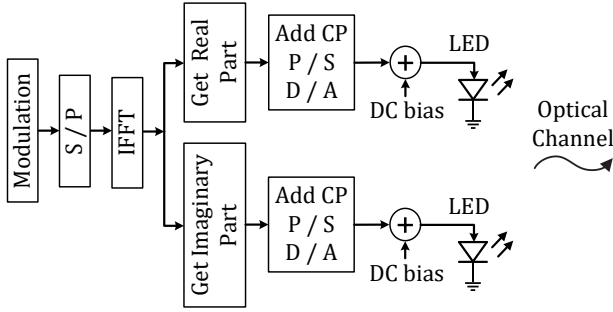 Modulation
S / P
IFFT
Get Real
Part
Add CP
P / S
D / A
DC bias
LED
Get Imaginary
Part
Add CP
P / S
D / A
DC bias
LED
Optical
Channel